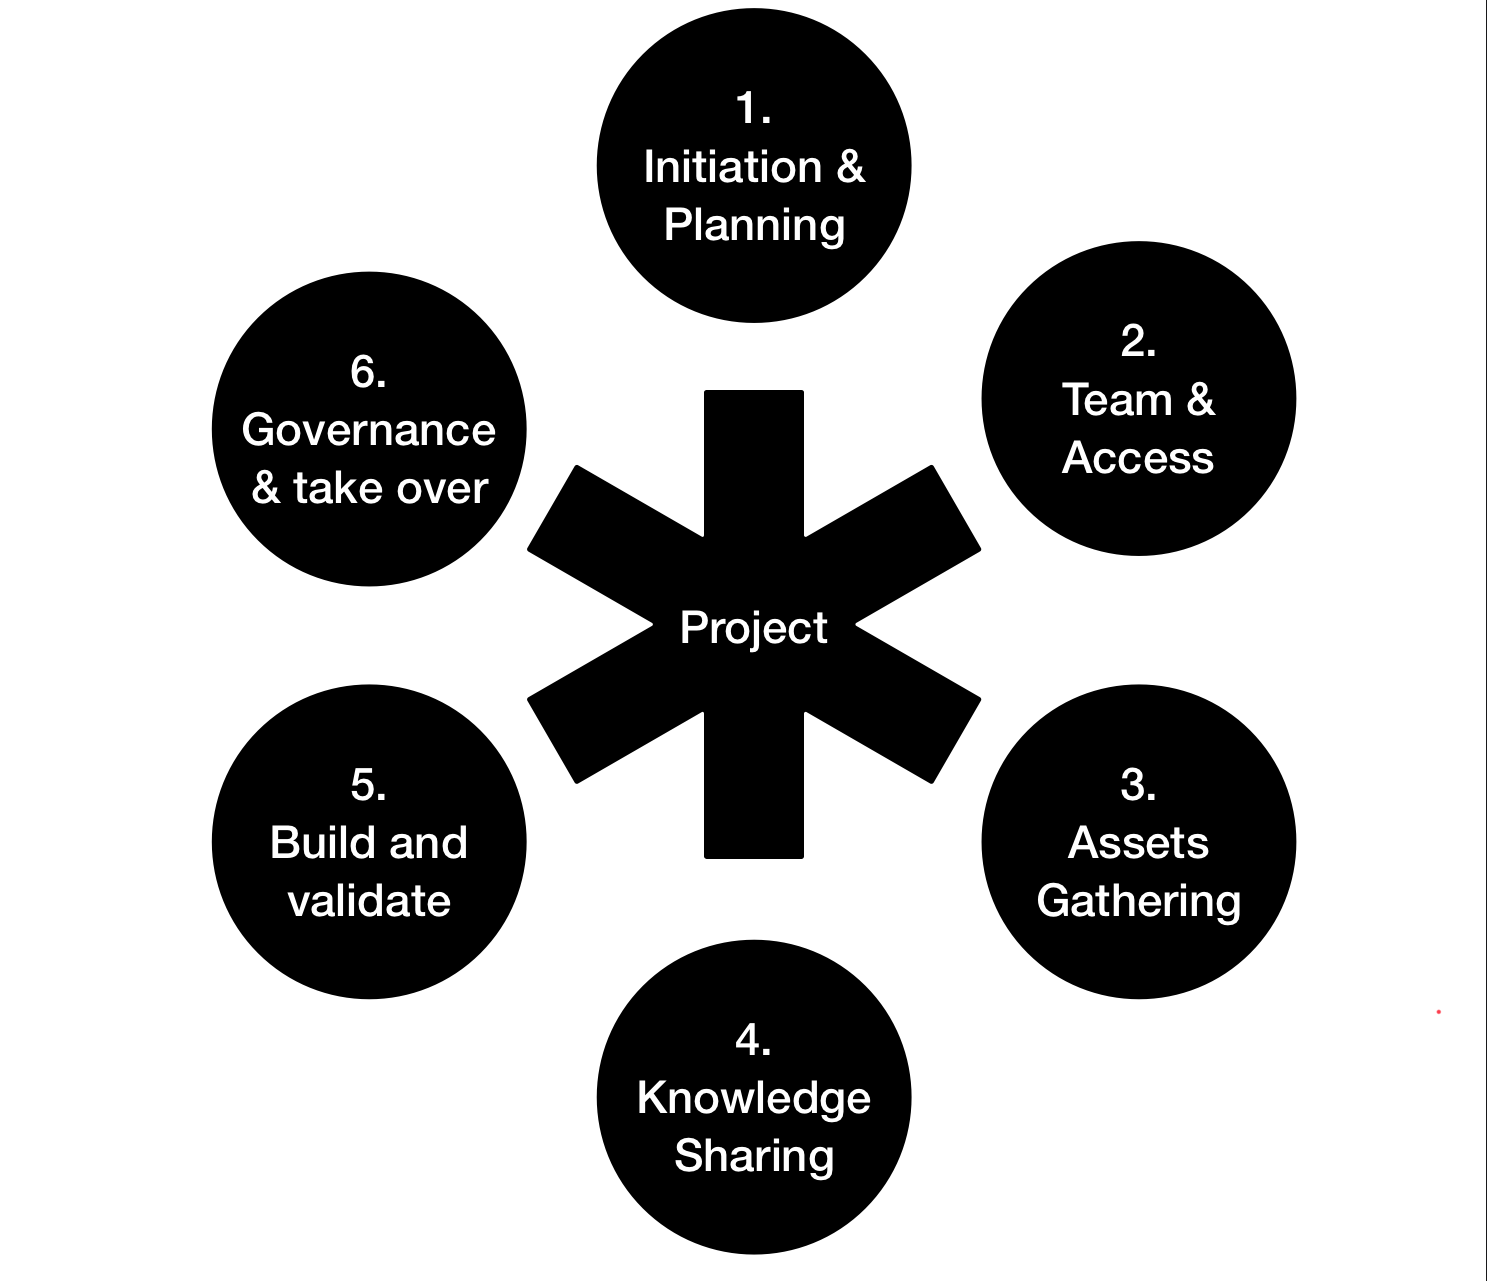 1.
Initiation &
Planning
2.
Team &
Access
3.
Assets
Gathering
4.
Knowledge
Sharing
5.
Build and
validate
6.
Governance
& take over
Project